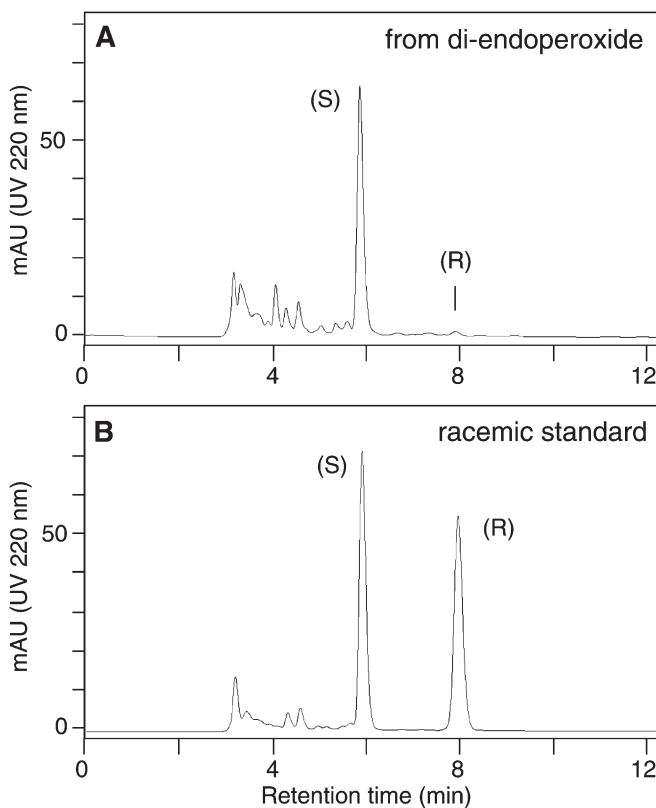 A
from di-endoperoxide
(S)
(R)
mAU (UV 220 nm)
50
0
0 4 8 12
B
racemic standard
(S)
(R)
mAU (UV 220 nm)
50
0
0 4 8 12
Retention time (min)